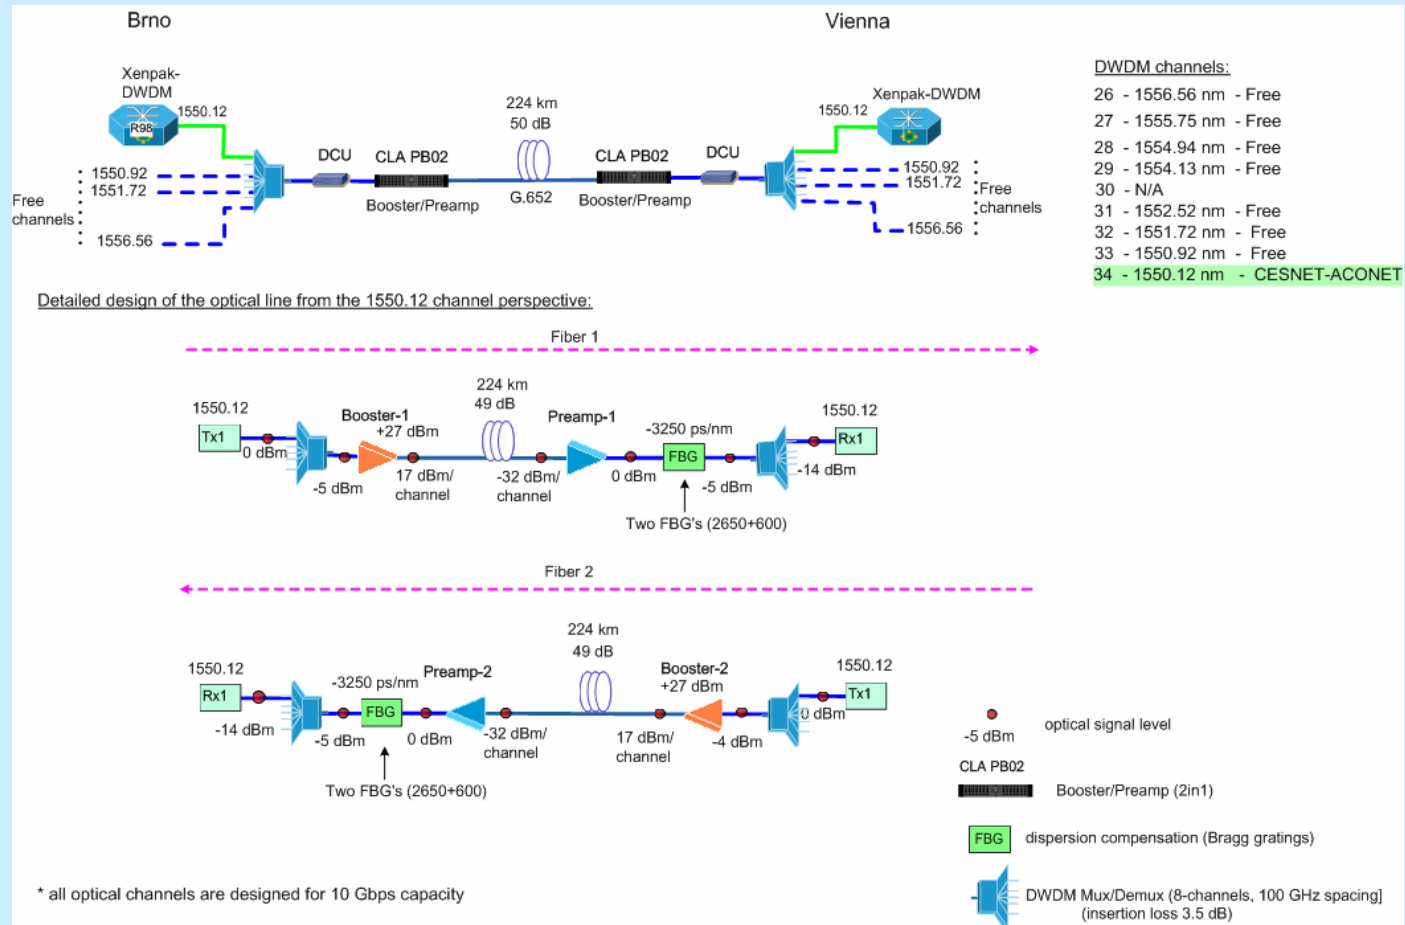 Brno
Vienna
Xenpak-
DWDM
R98
1550.12
1550.92
1551.72
1556.56
Free
channels
DCU
CLA PB02
Booster/Preamp
224 km
50 dB
G.652
CLA PB02
Booster/Preamp
DCU
1550.12
Xenpak-DWDM
1550.92
1551.72
1556.56
Free
channels
DWDM channels:
26 - 1556.56 nm - Free
27 - 1555.75 nm - Free
28 - 1554.94 nm - Free
29 - 1554.13 nm - Free
30 - N/A
31 - 1552.52 nm - Free
32 - 1551.72 nm - Free
33 - 1550.92 nm - Free
34 - 1550.12 nm - CESNET-ACONET
Detailed design of the optical line from the 1550.12 channel perspective:
Fiber 1
1550.12
Tx1
0 dBm
-5 dBm
Booster-1
+27 dBm
17 dBm/
channel
224 km
49 dB
-32 dBm/
channel
Preamp-1
0 dBm
-3250 ps/nm
FBG
-5 dBm
Two FBG's (2650+600)
1550.12
Rx1
-14 dBm
Fiber 2
1550.12
Rx1
-14 dBm
-5 dBm
-3250 ps/nm
FBG
0 dBm
Two FBG's (2650+600)
Preamp-2
-32 dBm/
channel
224 km
49 dB
17 dBm/
channel
Booster-2
+27 dBm
-4 dBm
0 dBm
1550.12
Tx1
-5 dBm
optical signal level
CLA PB02
Booster/Preamp (2in1)
FBG
dispersion compensation (Bragg gratings)
DWDM Mux/Demux (8-channels, 100 GHz spacing]
(insertion loss 3.5 dB)
* all optical channels are designed for 10 Gbps capacity